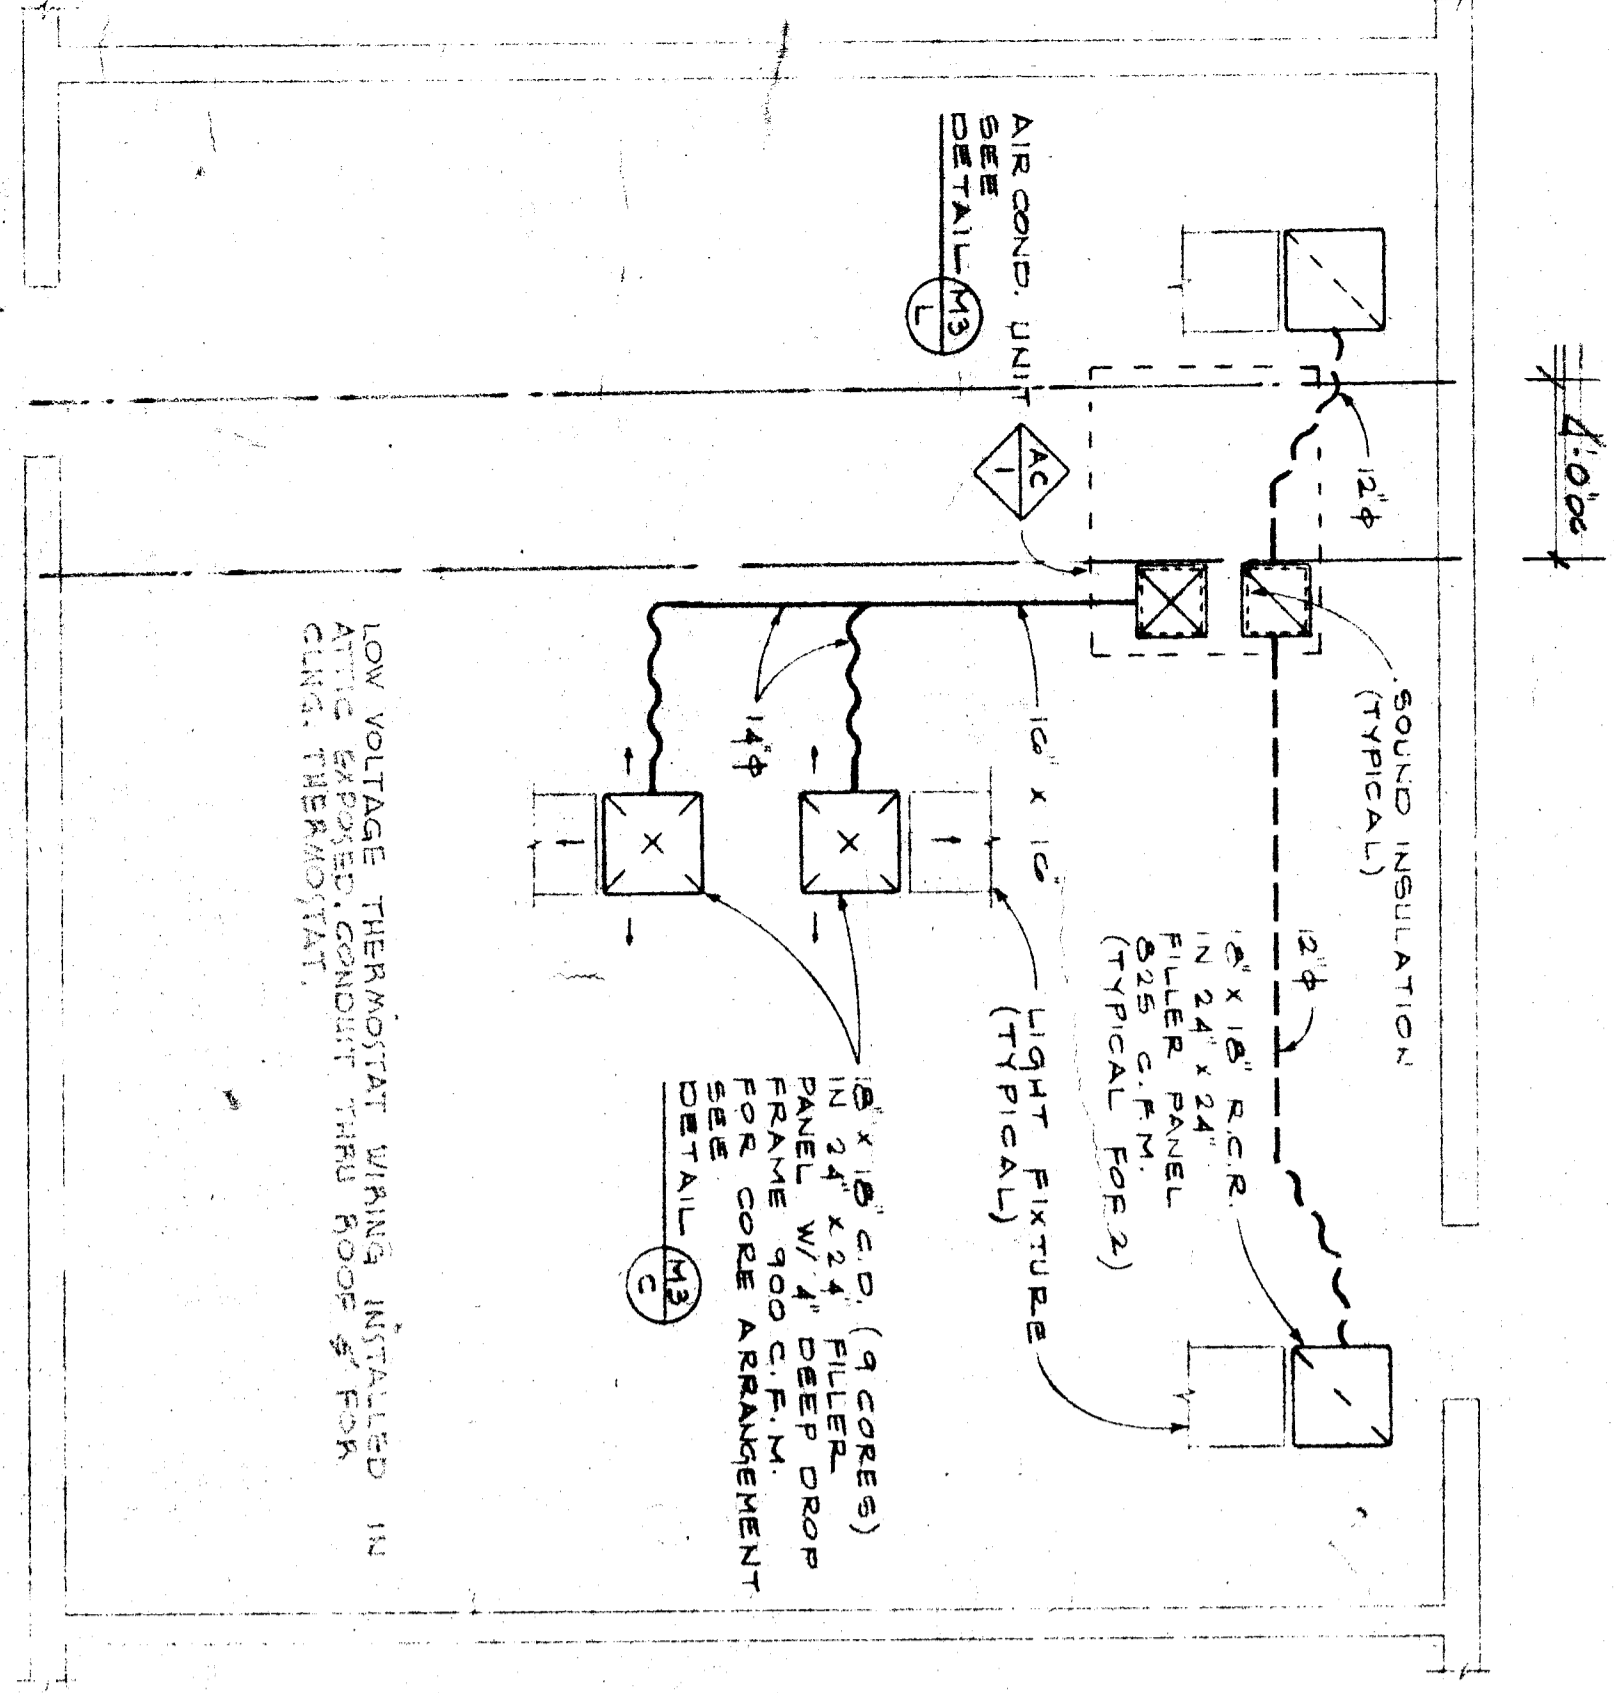 4'-0"oc
12"φ
SOUND INSULATION
(TYPICAL)
12"φ
18" x 18" R.C.R.
IN 24" x 24"
FILLER PANEL
825 C.F.M.
(TYPICAL FOR 2)
AIR COND. UNIT
SEE
DETAIL M3
L
AC
1
16" x 16"
14"φ
LIGHT FIXTURE
(TYPICAL)
18" x 18" C.D. (9 CORES)
IN 24" x 24" FILLER
PANEL W/ 4" DEEP DROP
FRAME 900 C.F.M.
FOR CORE ARRANGEMENT
SEE
DETAIL M3
C
LOW VOLTAGE THERMOSTAT WIRING INSTALLED IN
ATTIC EXPOSED. CONDUIT THRU ROOF & FOR
CLNG. THERMOSTAT.